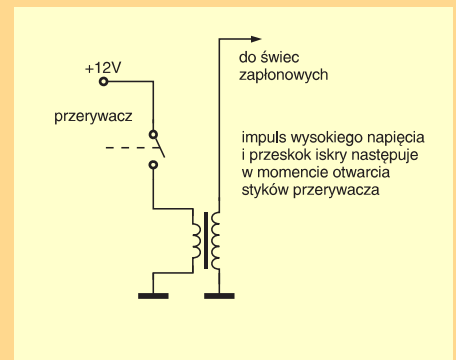 +12V
przerywacz
do świec
zapłonowych
impuls wysokiego napięcia
i przeskok iskry następuje
w momencie otwarcia
styków przerywacza